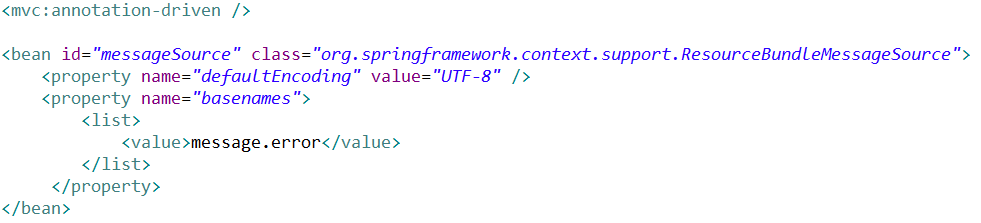 <mvc:annotation-driven />
<bean id="messageSource" class="org.springframework.context.support.ResourceBundleMessageSource">
<property name="defaultEncoding" value="UTF-8" />
<property name="basenames">
<list>
<value>message.error</value>
</list>
</property>
</bean>